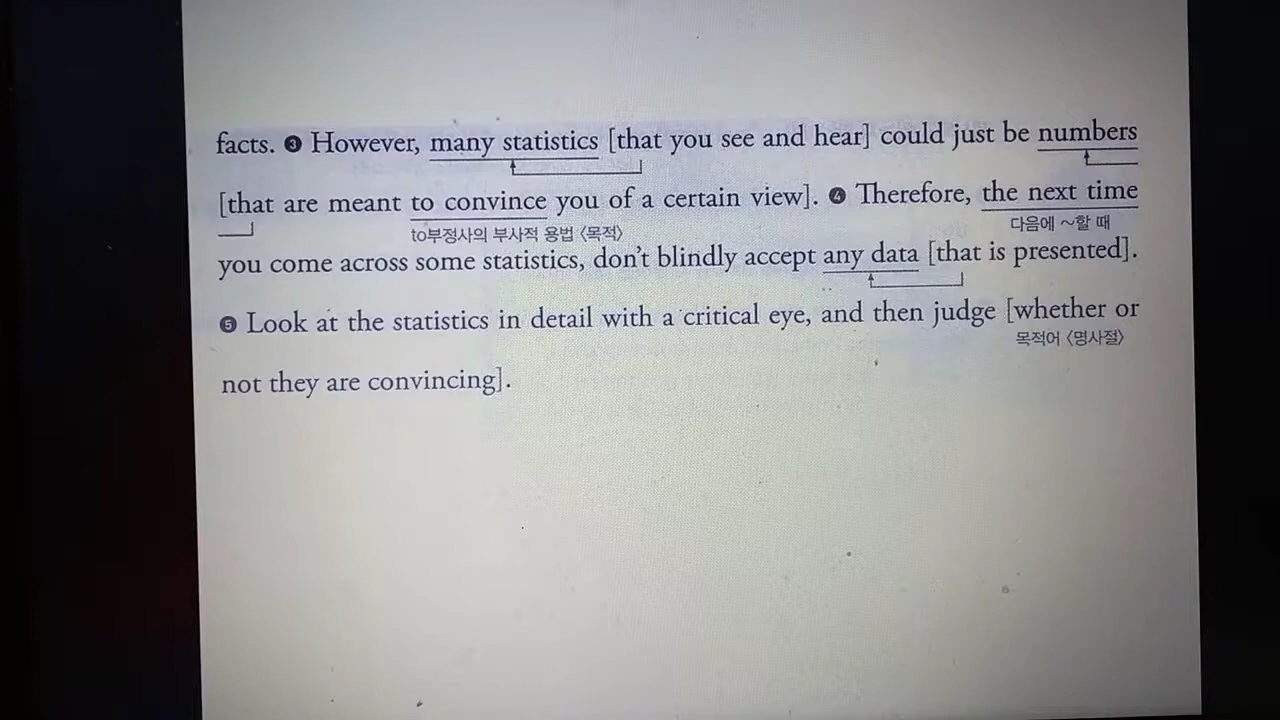 facts. ❸ However, many statistics [that you see and hear] could just be numbers
[that are meant to convince you of a certain view]. ❹ Therefore, the next time
to부정사의 부사적 용법 〈목적〉 다음에 ~할 때
you come across some statistics, don't blindly accept any data [that is presented].
❺ Look at the statistics in detail with a critical eye, and then judge [whether or
목적어 〈명사절〉
not they are convincing].